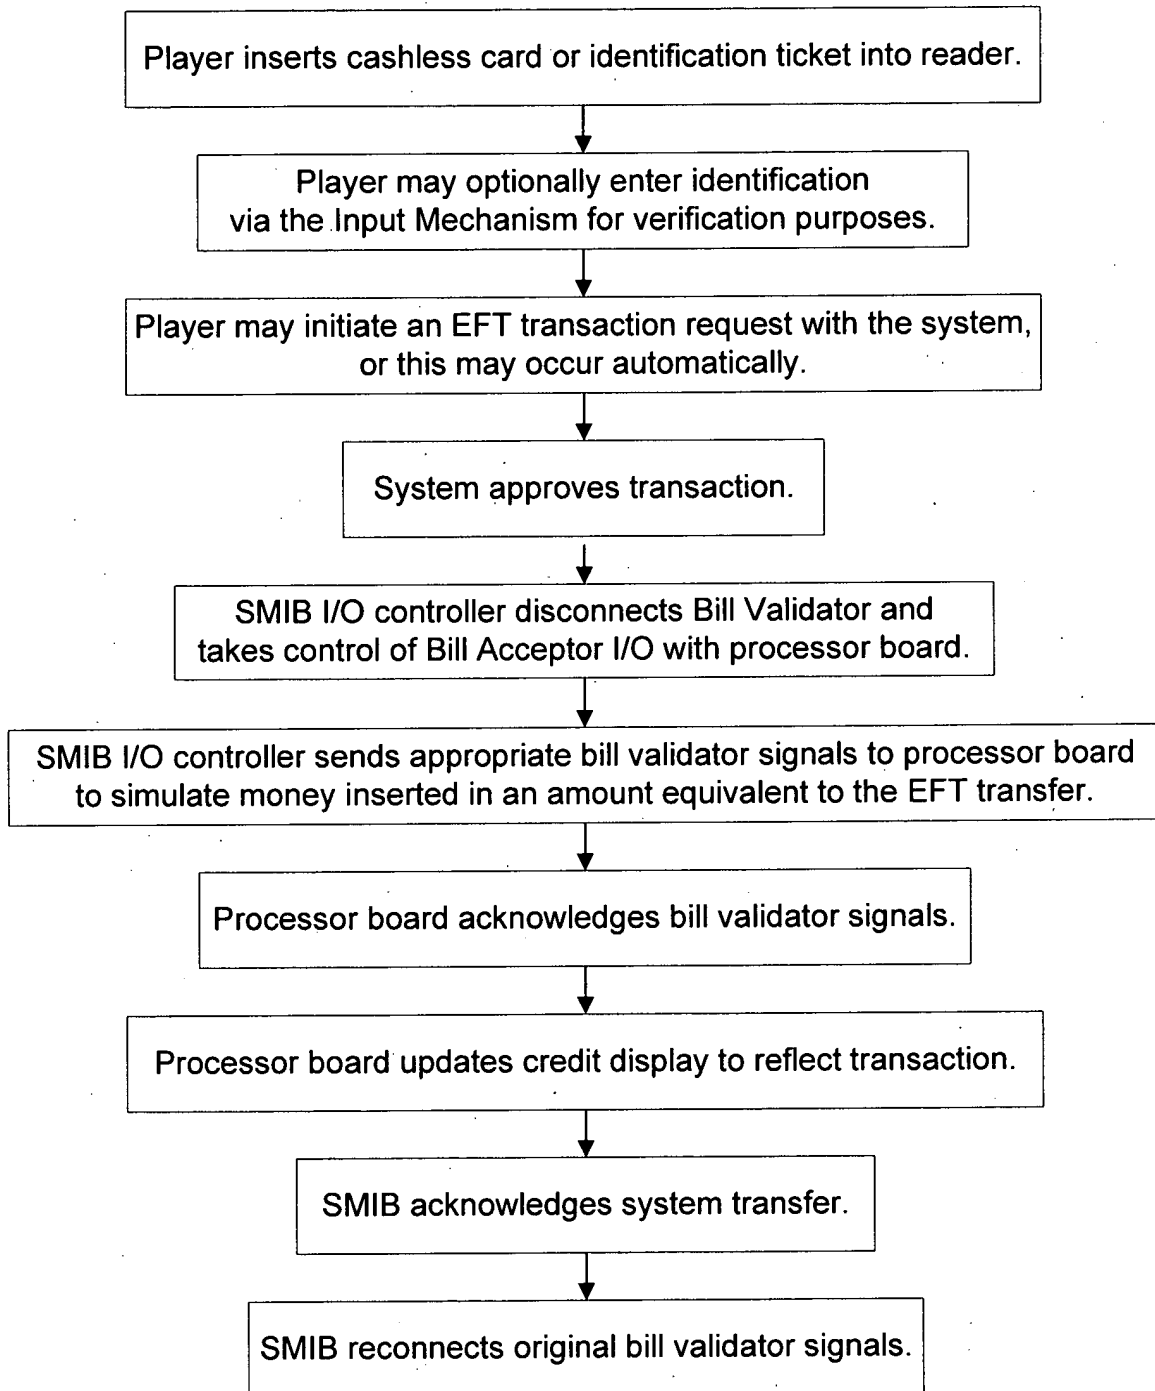 Player inserts cashless card or identification ticket into reader.
Player may optionally enter identification
via the Input Mechanism for verification purposes.
Player may initiate an EFT transaction request with the system,
or this may occur automatically.
System approves transaction.
SMIB I/O controller disconnects Bill Validator and
takes control of Bill Acceptor I/O with processor board.
SMIB I/O controller sends appropriate bill validator signals to processor board
to simulate money inserted in an amount equivalent to the EFT transfer.
Processor board acknowledges bill validator signals.
Processor board updates credit display to reflect transaction.
SMIB acknowledges system transfer.
SMIB reconnects original bill validator signals.